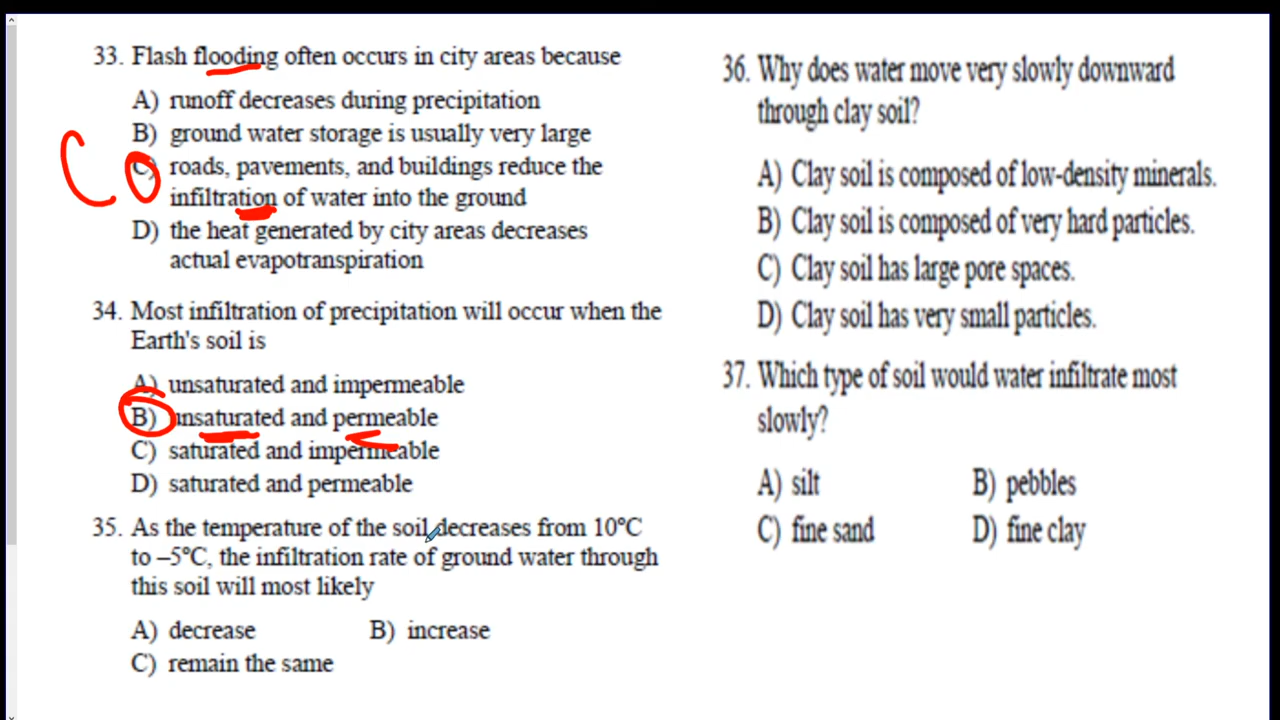 33. Flash flooding often occurs in city areas because
A) runoff decreases during precipitation
B) ground water storage is usually very large
C) roads, pavements, and buildings reduce the
infiltration of water into the ground
D) the heat generated by city areas decreases
actual evapotranspiration
34. Most infiltration of precipitation will occur when the
Earth's soil is
A) unsaturated and impermeable
B) unsaturated and permeable
C) saturated and impermeable
D) saturated and permeable
35. As the temperature of the soil decreases from 10°C
to –5°C, the infiltration rate of ground water through
this soil will most likely
A) decrease B) increase
C) remain the same
36. Why does water move very slowly downward
through clay soil?
A) Clay soil is composed of low-density minerals.
B) Clay soil is composed of very hard particles.
C) Clay soil has large pore spaces.
D) Clay soil has very small particles.
37. Which type of soil would water infiltrate most
slowly?
A) silt B) pebbles
C) fine sand D) fine clay
C